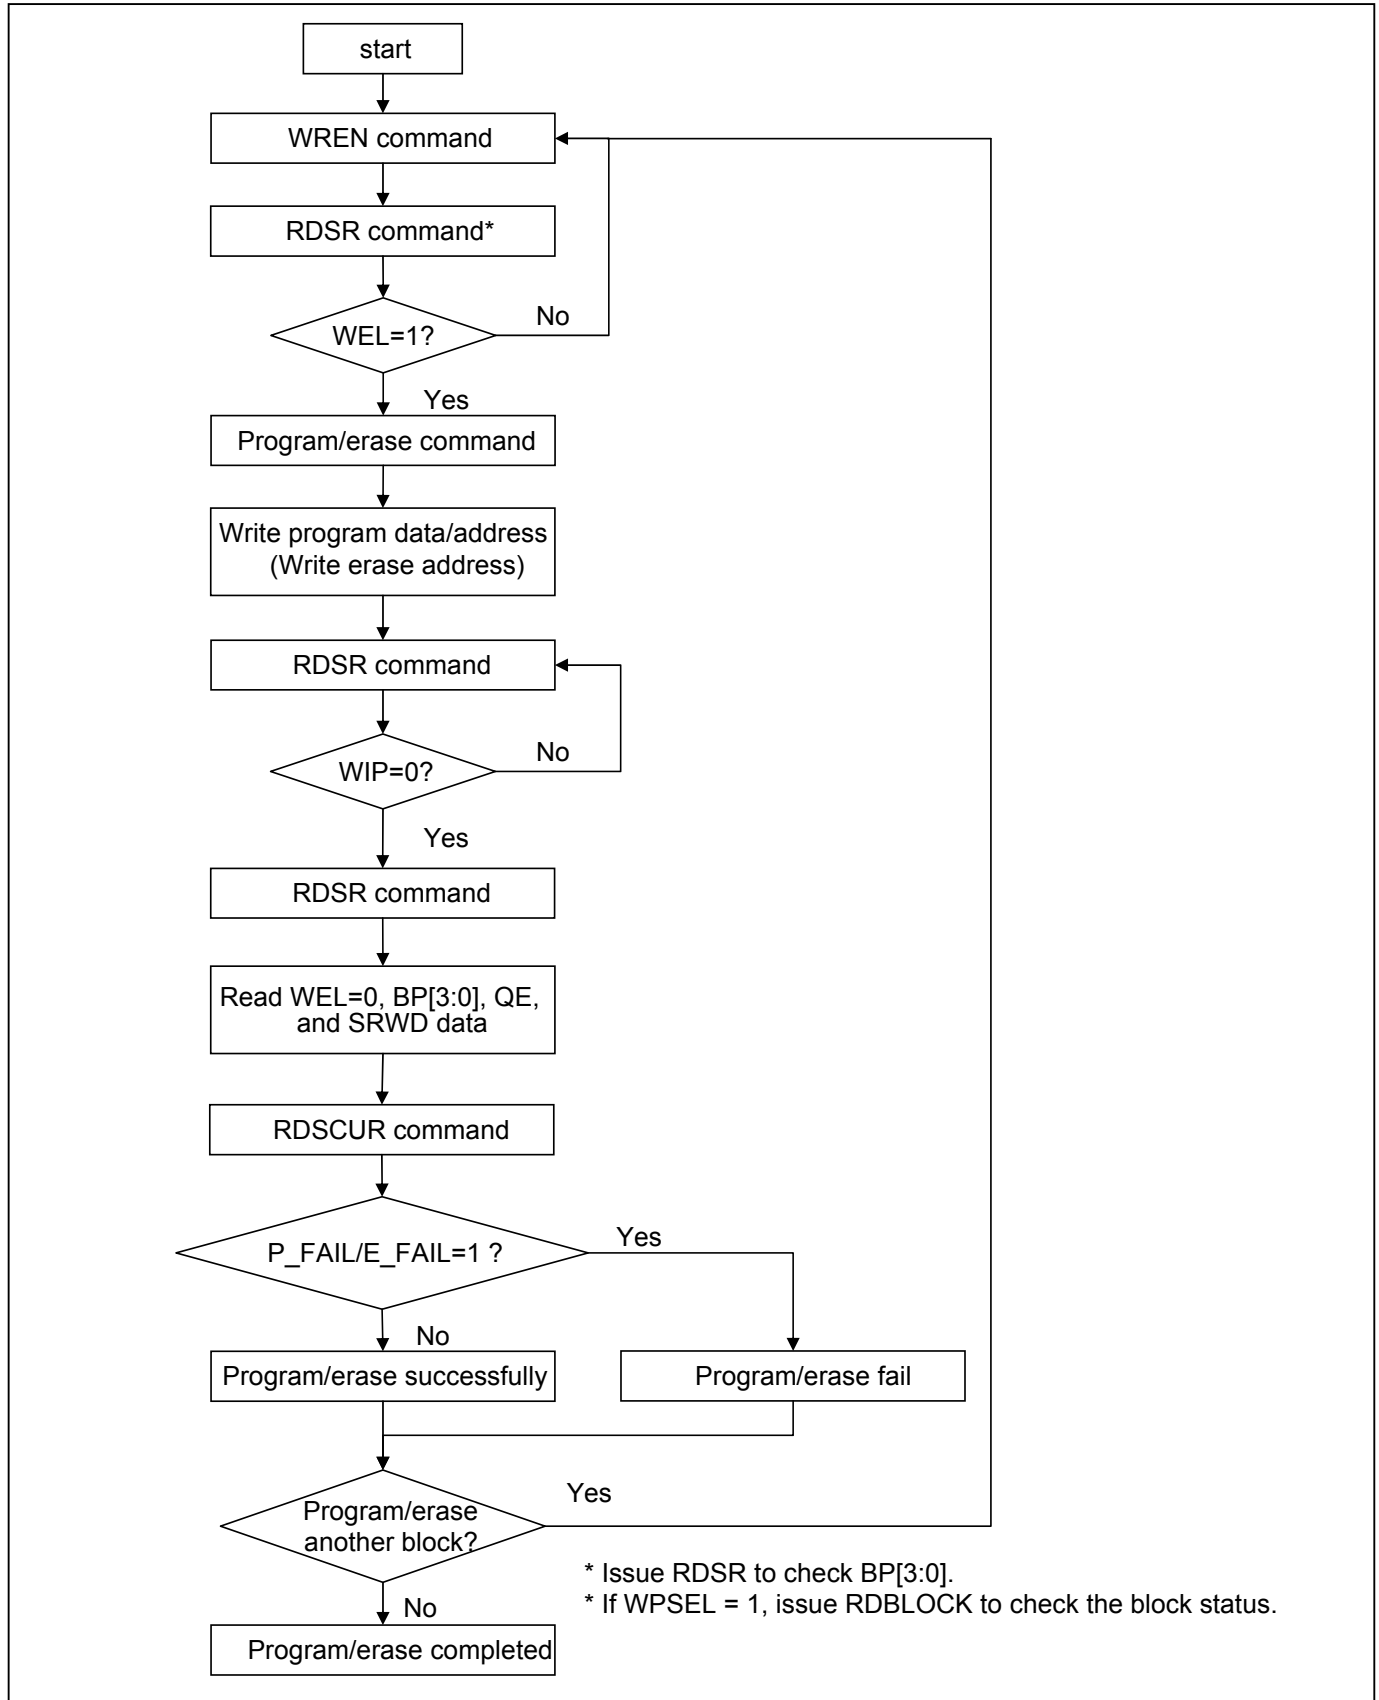 start
WREN command
RDSR command*
WEL=1?
No
Yes
Program/erase command
Write program data/address
(Write erase address)
RDSR command
WIP=0?
No
Yes
RDSR command
Read WEL=0, BP[3:0], QE,
and SRWD data
RDSCUR command
P_FAIL/E_FAIL=1 ?
Yes
No
Program/erase successfully
Program/erase fail
Program/erase
another block?
Yes
No
* Issue RDSR to check BP[3:0].
* If WPSEL = 1, issue RDBLOCK to check the block status.
Program/erase completed